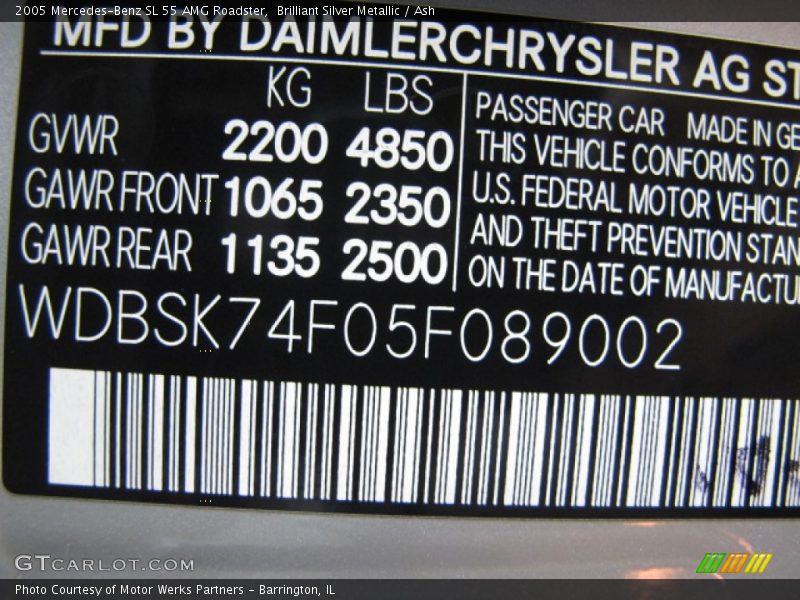 2005 Mercedes-Benz SL 55 AMG Roadster, Brilliant Silver Metallic / Ash
MFD BY DAIMLERCHRYSLER AG ST
KG LBS
GVWR 2200 4850
GAWR FRONT 1065 2350
GAWR REAR 1135 2500
PASSENGER CAR MADE IN GE
THIS VEHICLE CONFORMS TO A
U.S. FEDERAL MOTOR VEHICLE
AND THEFT PREVENTION STAN
ON THE DATE OF MANUFACTU
WDBSK74F05F089002
GTCARLOT.COM
Photo Courtesy of Motor Werks Partners - Barrington, IL